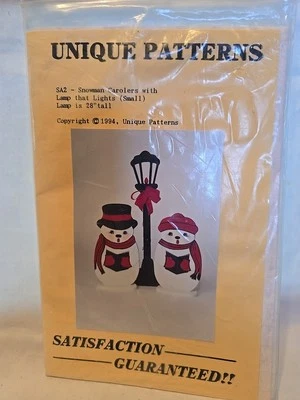 UNIQUE PATTERNS
SA2 - Snowman Carolers with
Lamp that Lights (Small)
Lamp is 28"tall
Copyright ©1994, Unique Patterns
SATISFACTION
GUARANTEED!!